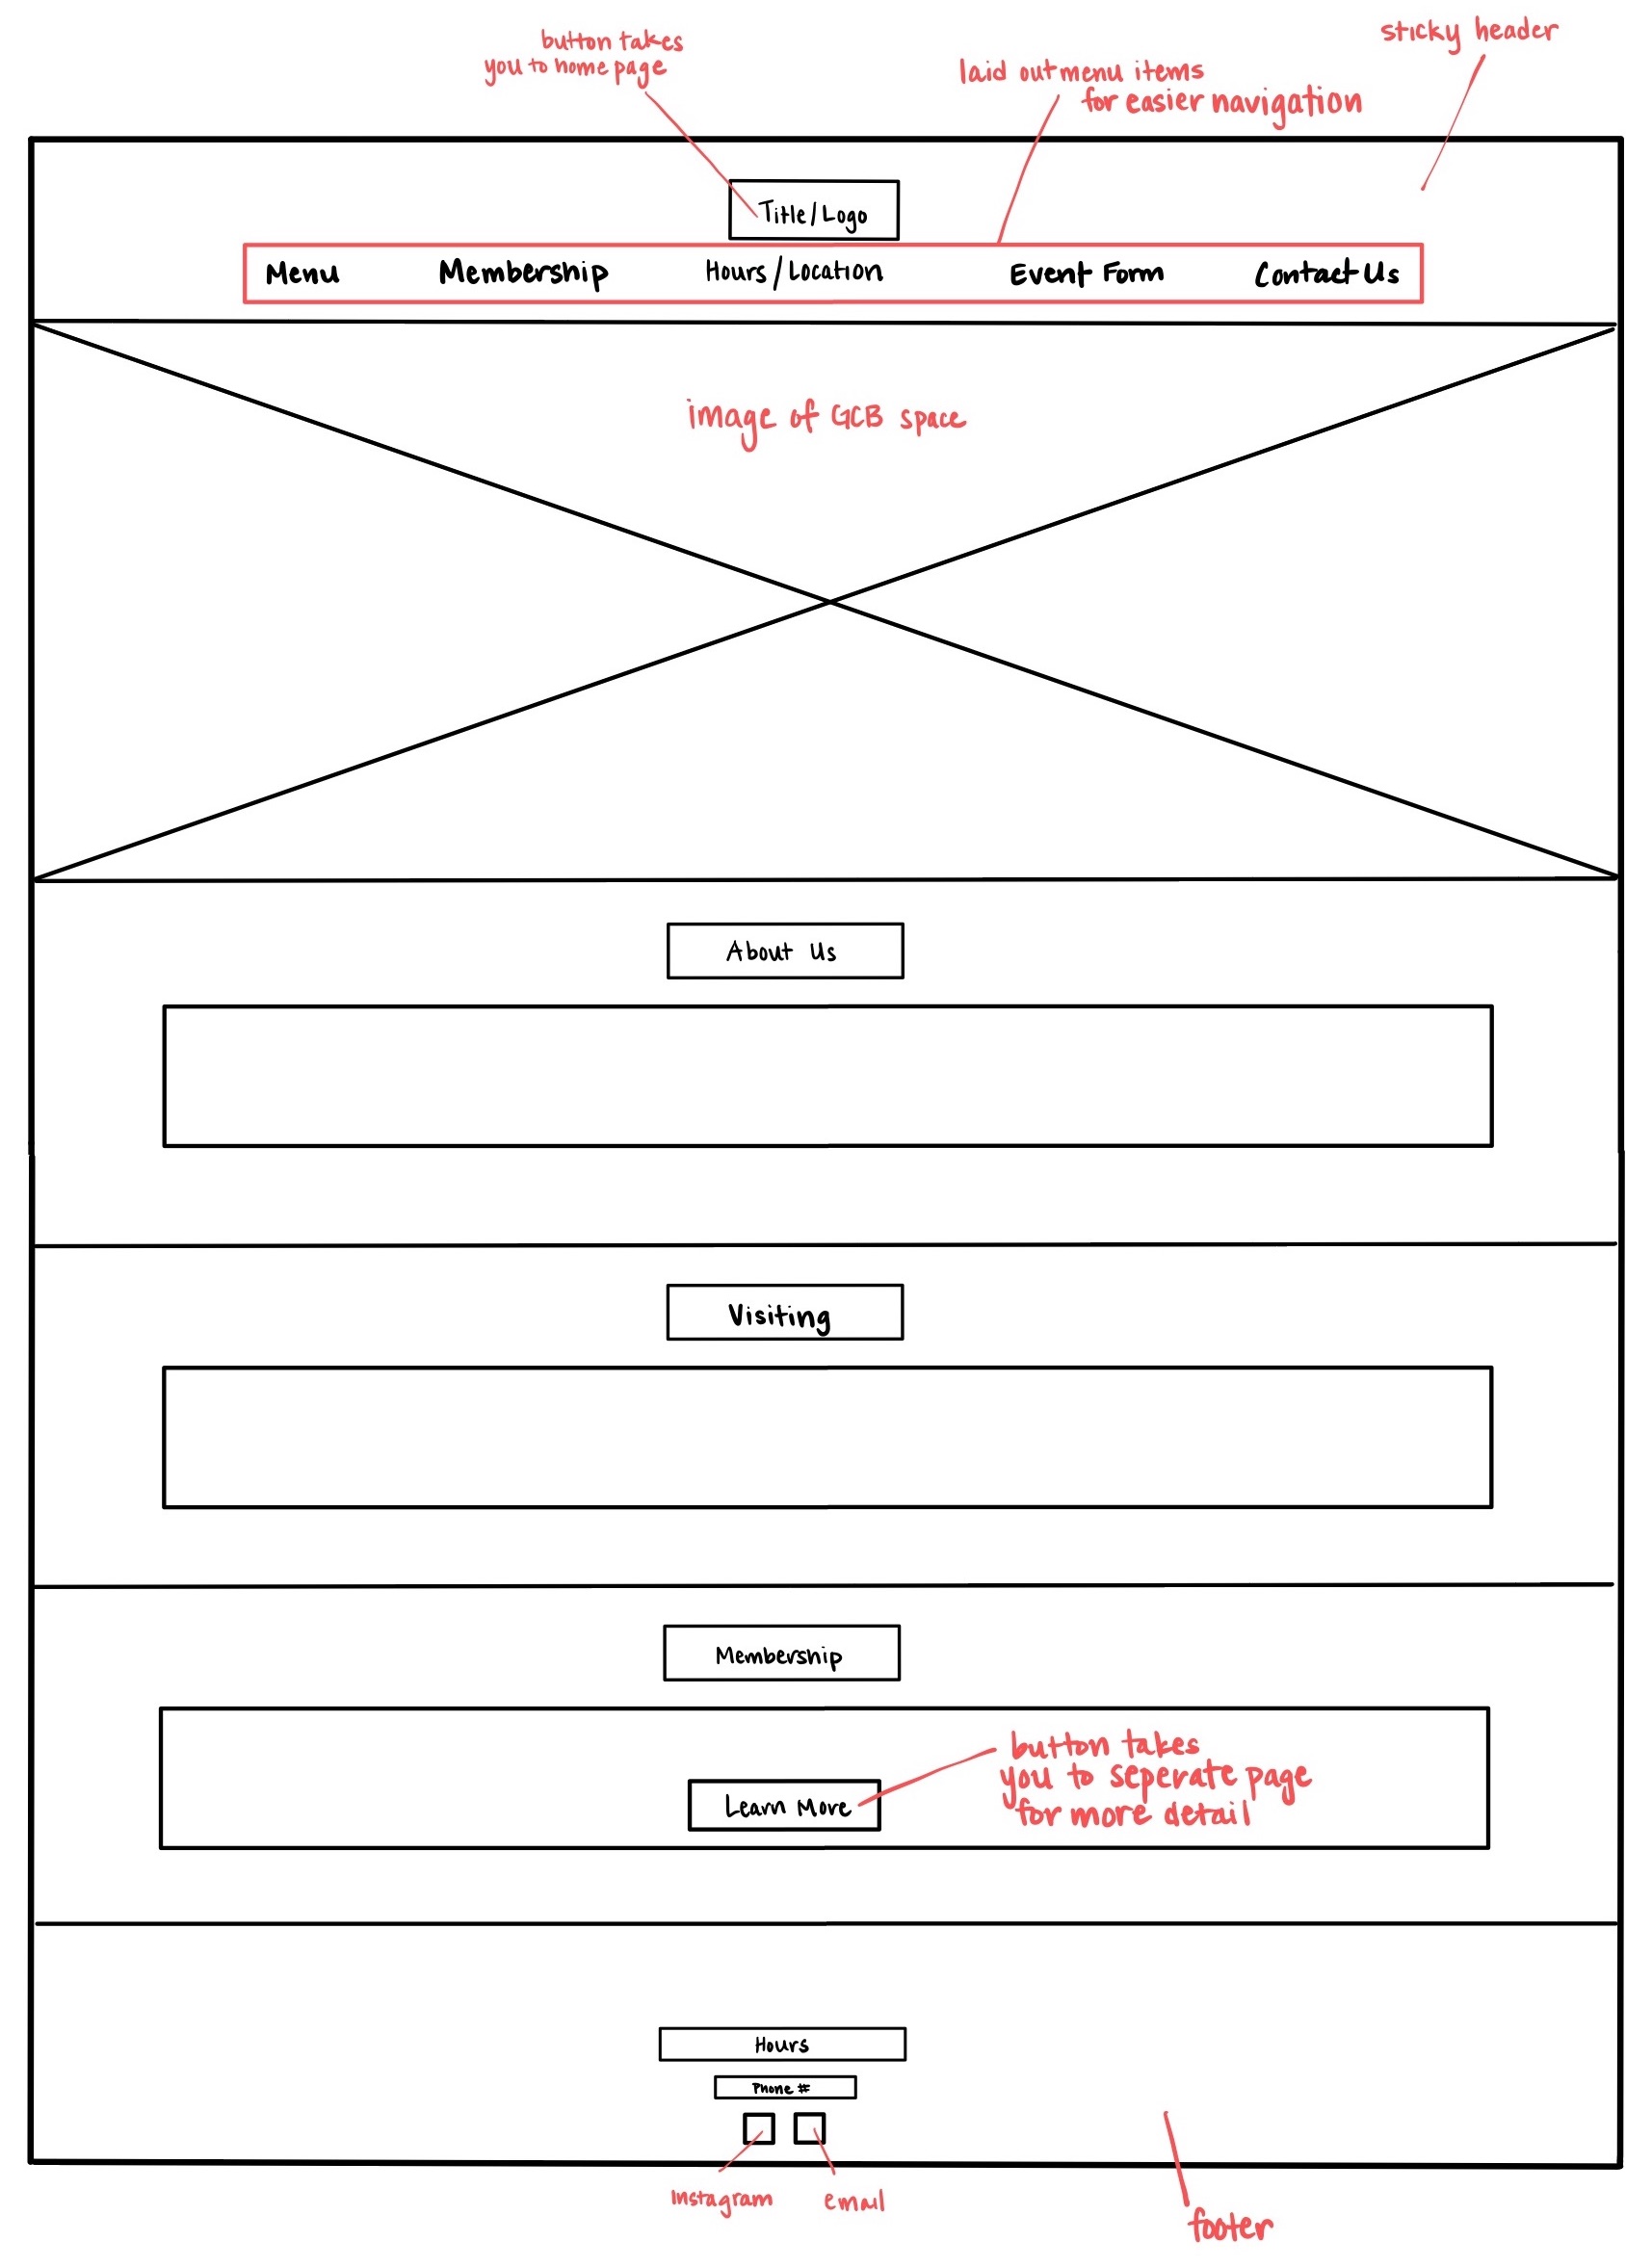 button takes
you to home page
sticky header
laid out menu items
for easier navigation
Title/Logo
Menu Membership Hours/Location Event Form Contact Us
image of GCB space
About Us
Visiting
Membership
Learn More
button takes
you to seperate page
for more detail
Hours
Phone #
Instagram
email
footer